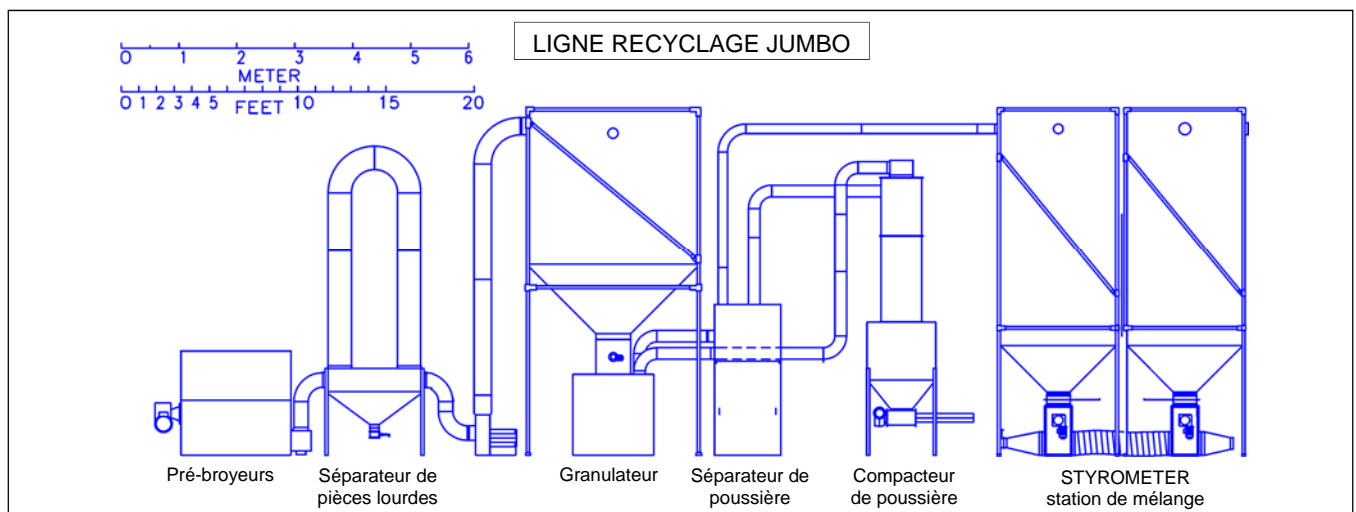 LIGNE RECYCLAGE JUMBO
0 1 2 3 4 5 6
METER
0 1 2 3 4 5 10 15 20
FEET
Pré-broyeurs
Séparateur de
pièces lourdes
Granulateur
Séparateur de
poussière
Compacteur
de poussière
STYROMETER
station de mélange